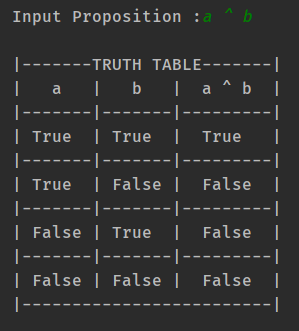 Input Proposition :a ^ b
|-------TRUTH TABLE-------|
|   a   |   b   |  a ^ b  |
|-------|-------|---------|
| True  | True  |  True   |
|-------|-------|---------|
| True  | False |  False  |
|-------|-------|---------|
| False | True  |  False  |
|-------|-------|---------|
| False | False |  False  |
|-------------------------|